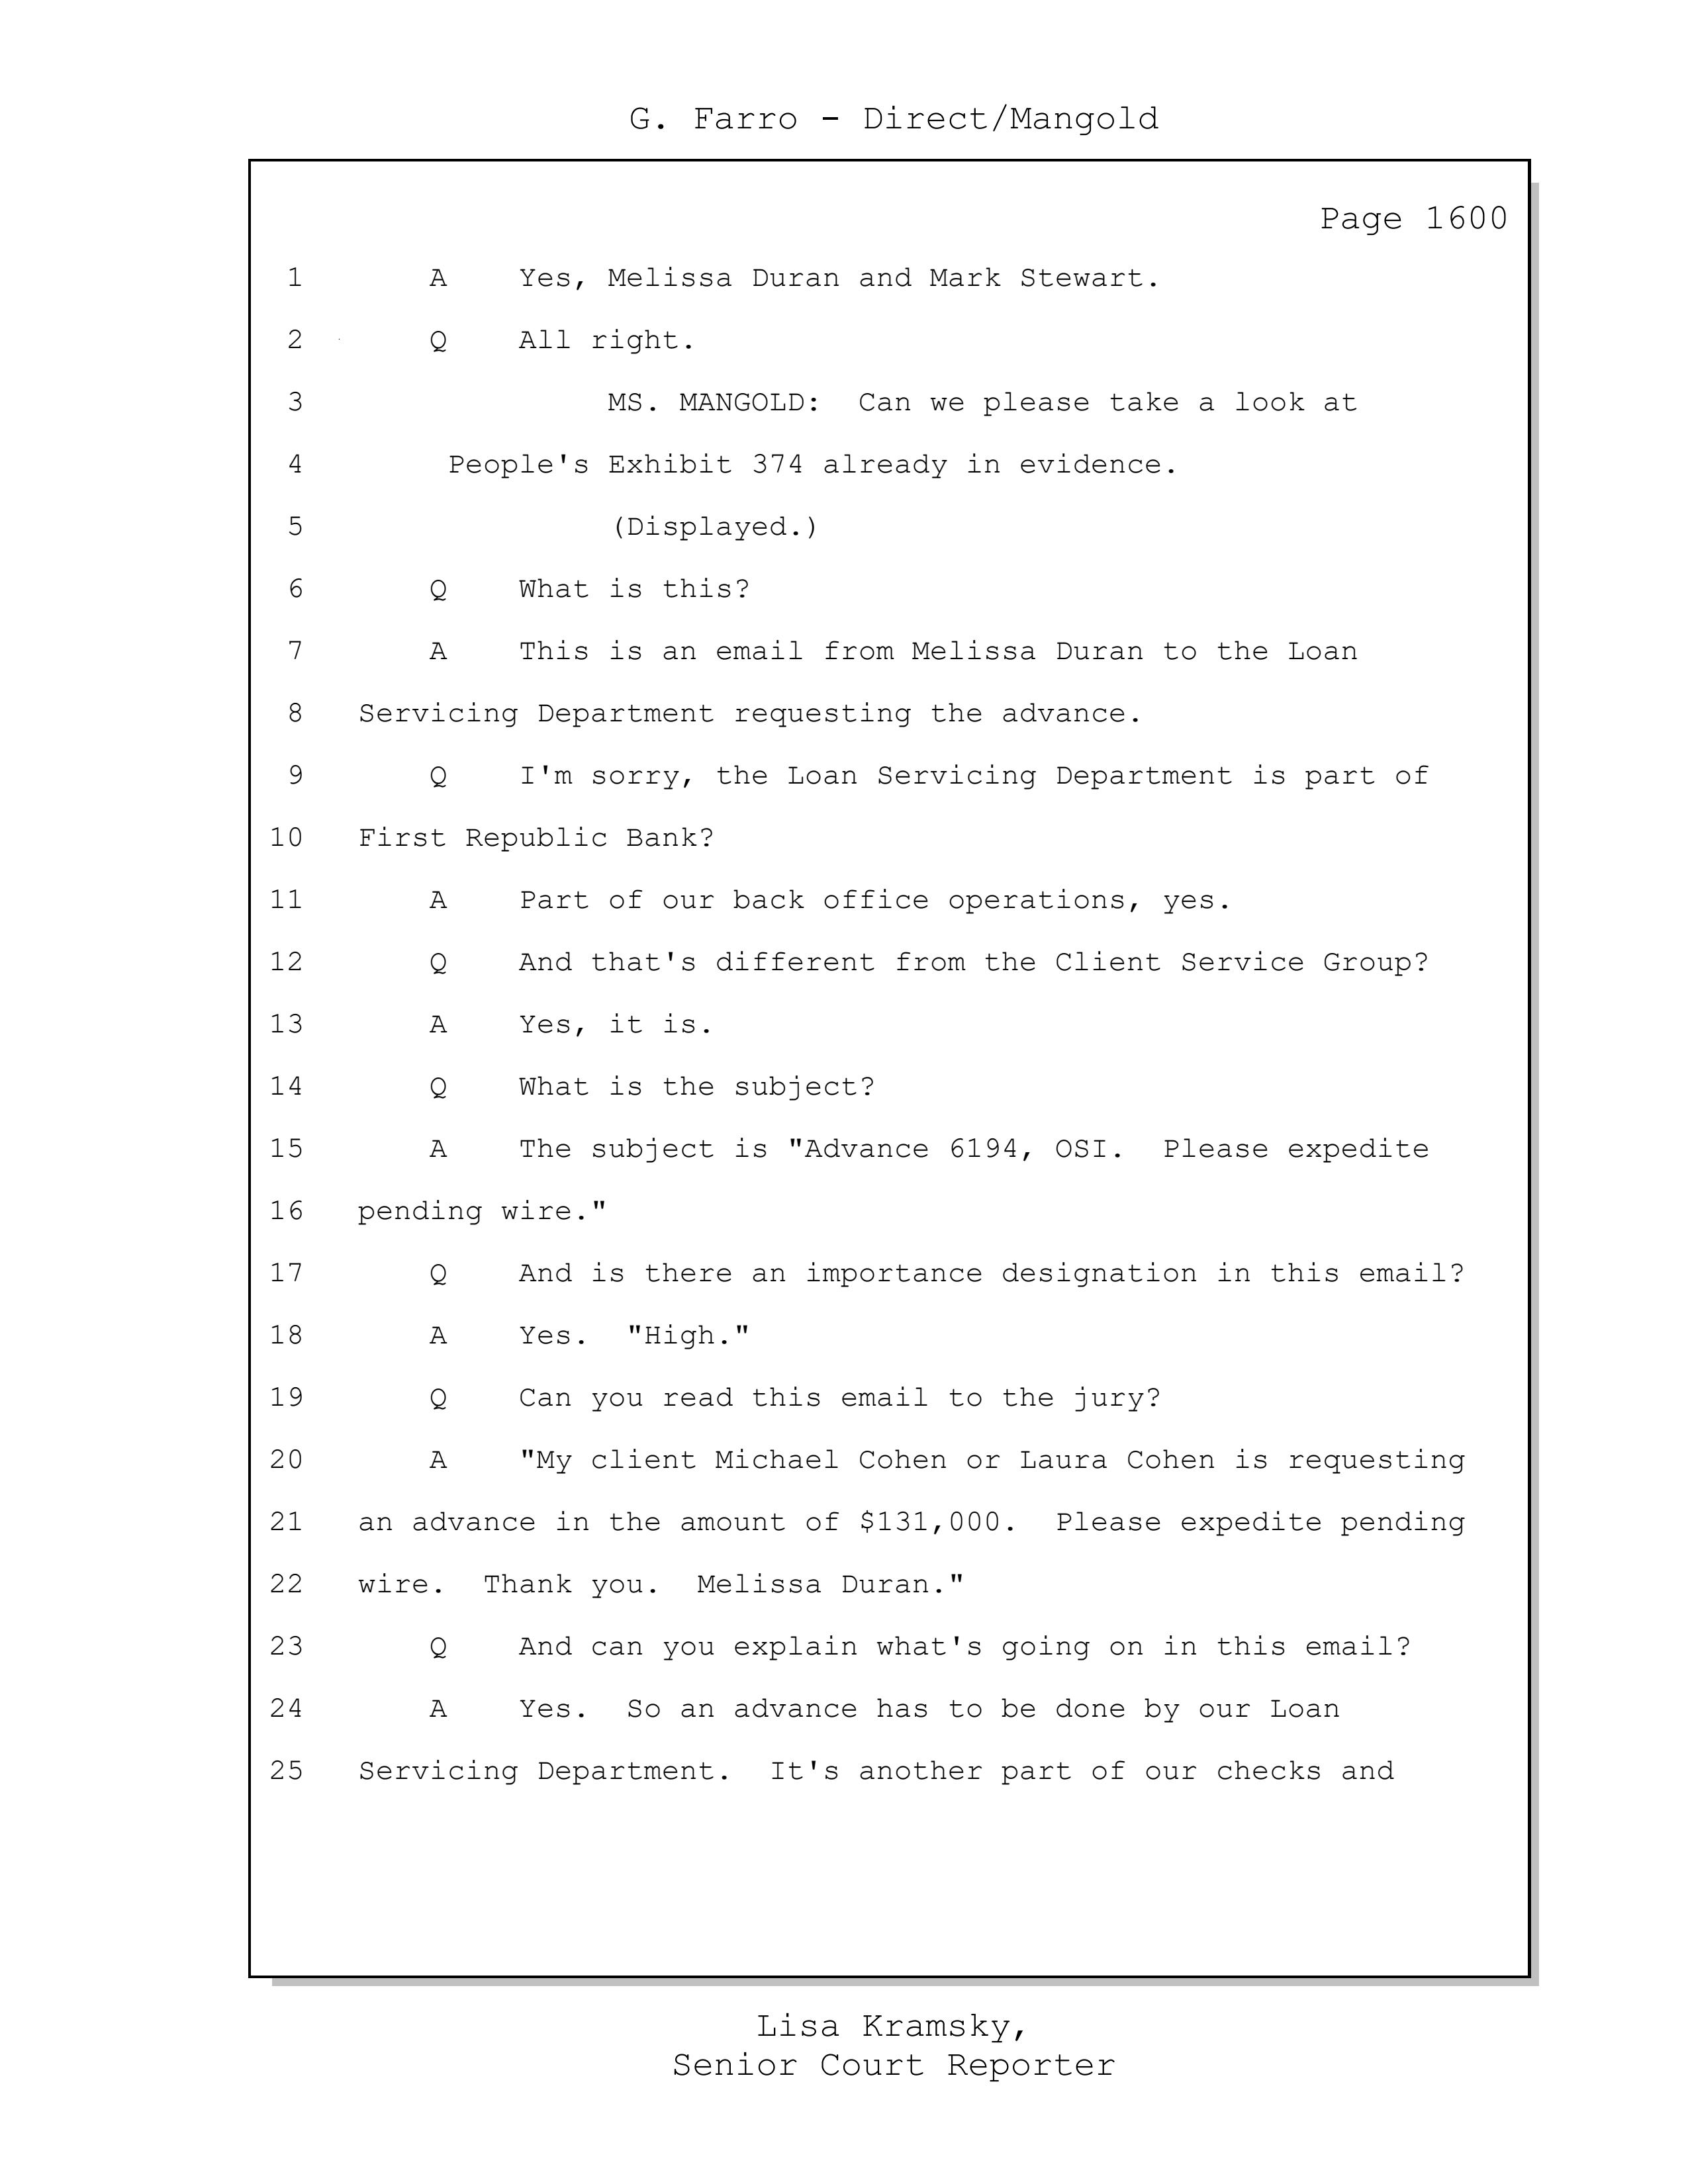 G. Farro - Direct/Mangold
Page 1600
1 A Yes, Melissa Duran and Mark Stewart.
2 Q All right.
3 MS. MANGOLD: Can we please take a look at
4 People's Exhibit 374 already in evidence.
5 (Displayed.)
6 Q What is this?
7 A This is an email from Melissa Duran to the Loan
8 Servicing Department requesting the advance.
9 Q I'm sorry, the Loan Servicing Department is part of
10 First Republic Bank?
11 A Part of our back office operations, yes.
12 Q And that's different from the Client Service Group?
13 A Yes, it is.
14 Q What is the subject?
15 A The subject is "Advance 6194, OSI. Please expedite
16 pending wire."
17 Q And is there an importance designation in this email?
18 A Yes. "High."
19 Q Can you read this email to the jury?
20 A "My client Michael Cohen or Laura Cohen is requesting
21 an advance in the amount of $131,000. Please expedite pending
22 wire. Thank you. Melissa Duran."
23 Q And can you explain what's going on in this email?
24 A Yes. So an advance has to be done by our Loan
25 Servicing Department. It's another part of our checks and
Lisa Kramsky,
Senior Court Reporter